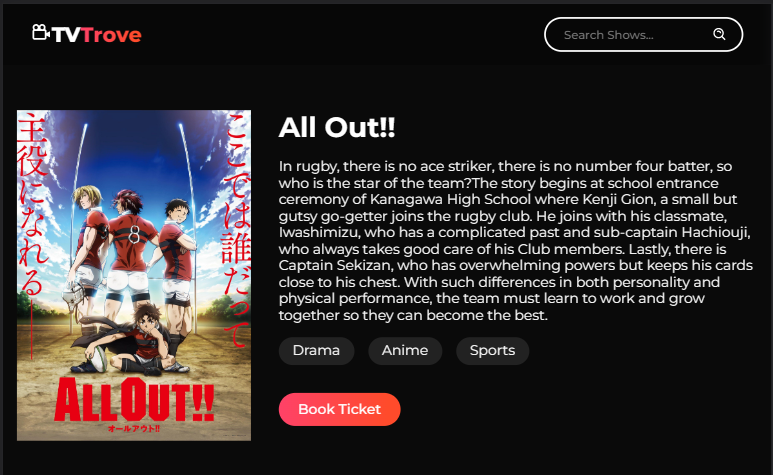 TVTrove
Search Shows...
主役になれる——
ここでは誰だって
8
ALL OUT!!
オールアウト!!
All Out!!
In rugby, there is no ace striker, there is no number four batter, so
who is the star of the team?The story begins at school entrance
ceremony of Kanagawa High School where Kenji Gion, a small but
gutsy go-getter joins the rugby club. He joins with his classmate,
Iwashimizu, who has a complicated past and sub-captain Hachiouji,
who always takes good care of his Club members. Lastly, there is
Captain Sekizan, who has overwhelming powers but keeps his cards
close to his chest. With such differences in both personality and
physical performance, the team must learn to work and grow
together so they can become the best.
Drama
Anime
Sports
Book Ticket